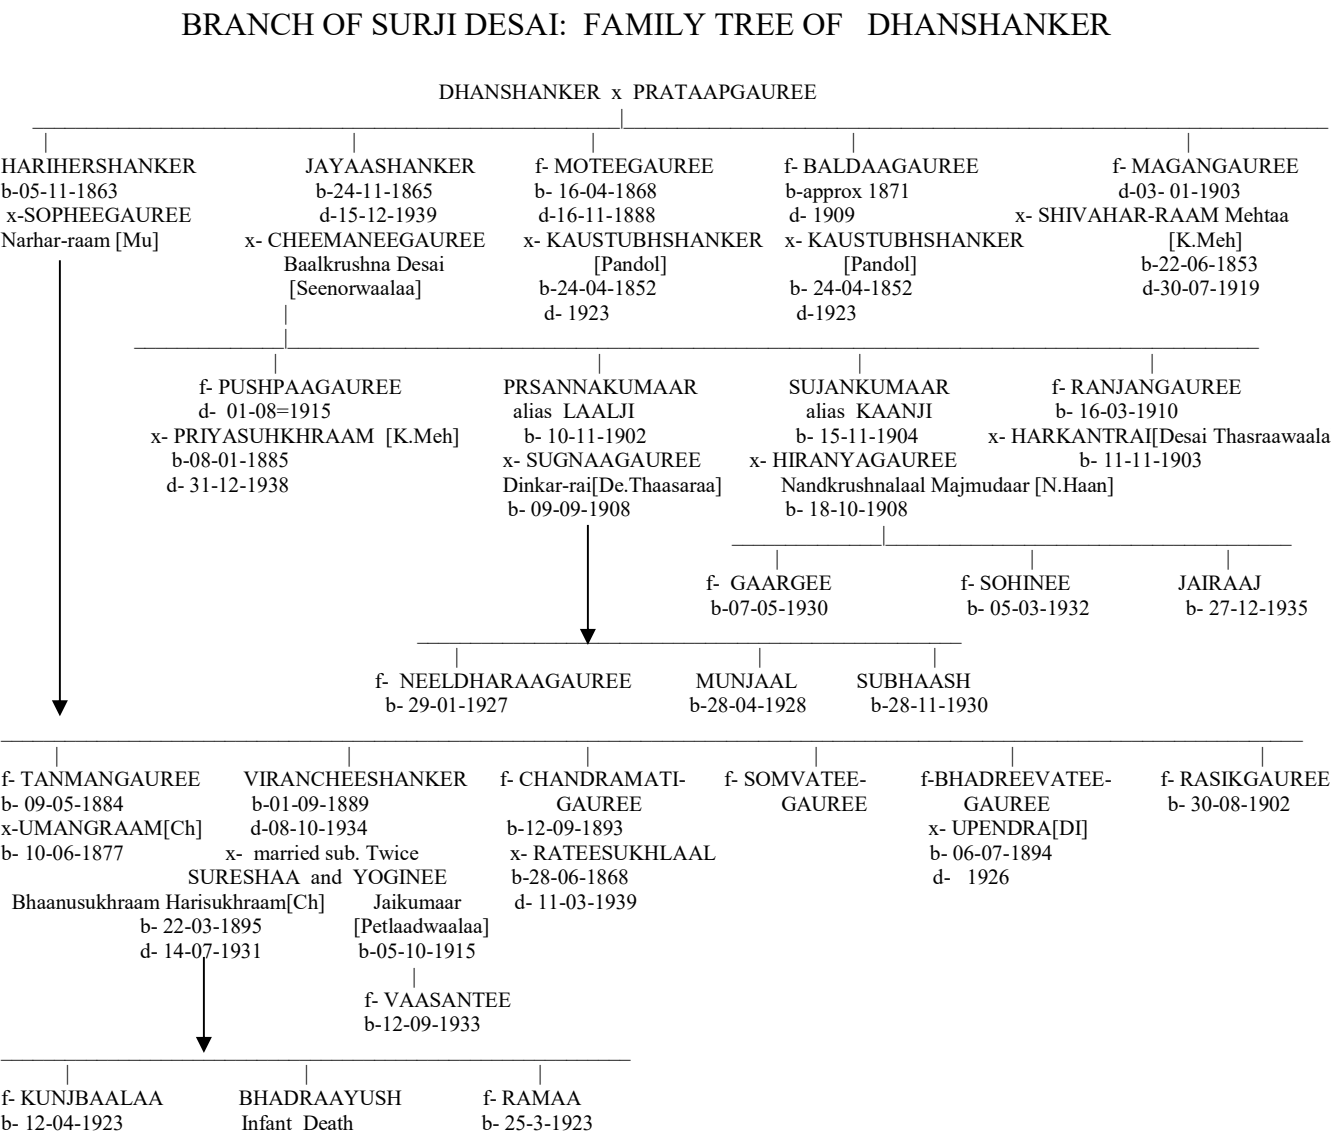 BRANCH OF SURJI DESAI: FAMILY TREE OF DHANSHANKER
DHANSHANKER x PRATAAPGAUREE
HARIHERSHANKER JAYAASHANKER f- MOTEEGAUREE f- BALDAAGAUREE f- MAGANGAUREE
b-05-11-1863 b-24-11-1865 b- 16-04-1868 b-approx 1871 d-03- 01-1903
x-SOPHEEGAUREE d-15-12-1939 d-16-11-1888 d- 1909 x- SHIVAHAR-RAAM Mehtaa
Narhar-raam [Mu] x- CHEEMANEEGAUREE x- KAUSTUBHSHANKER x- KAUSTUBHSHANKER [K.Meh]
Baalkrushna Desai [Pandol] [Pandol] b-22-06-1853
[Seenorwaalaa] b-24-04-1852 b- 24-04-1852 d-30-07-1919
d- 1923 d-1923
f- PUSHPAAGAUREE PRSANNAKUMAAR SUJANKUMAAR f- RANJANGAUREE
d- 01-08=1915 alias LAALJI alias KAANJI b- 16-03-1910
x- PRIYASUHKHRAAM [K.Meh] b- 10-11-1902 b- 15-11-1904 x- HARKANTRAI[Desai Thasraawaala
b-08-01-1885 x- SUGNAAGAUREE x- HIRANYAGAUREE b- 11-11-1903
d- 31-12-1938 Dinkar-rai[De.Thaasaraa] Nandkrushnalaal Majmudaar [N.Haan]
b- 09-09-1908 b- 18-10-1908
f- GAARGEE f- SOHINEE JAIRAAJ
b-07-05-1930 b- 05-03-1932 b- 27-12-1935
f- NEELDHARAAGAUREE MUNJAAL SUBHAASH
b- 29-01-1927 b-28-04-1928 b-28-11-1930
f- TANMANGAUREE VIRANCHEESHANKER f- CHANDRAMATI- f- SOMVATEE- f-BHADREEVATEE- f- RASIKGAUREE
b- 09-05-1884 b-01-09-1889 GAUREE GAUREE GAUREE b- 30-08-1902
x-UMANGRAAM[Ch] d-08-10-1934 b-12-09-1893 x- UPENDRA[DI]
b- 10-06-1877 x- married sub. Twice x- RATEESUKHLAAL b- 06-07-1894
SURESHAA and YOGINEE b-28-06-1868 d- 1926
Bhaanusukhraam Harisukhraam[Ch] Jaikumaar d- 11-03-1939
b- 22-03-1895 [Petlaadwaalaa]
d- 14-07-1931 b-05-10-1915
f- VAASANTEE
b-12-09-1933
f- KUNJBAALAA BHADRAAYUSH f- RAMAA
b- 12-04-1923 Infant Death b- 25-3-1923